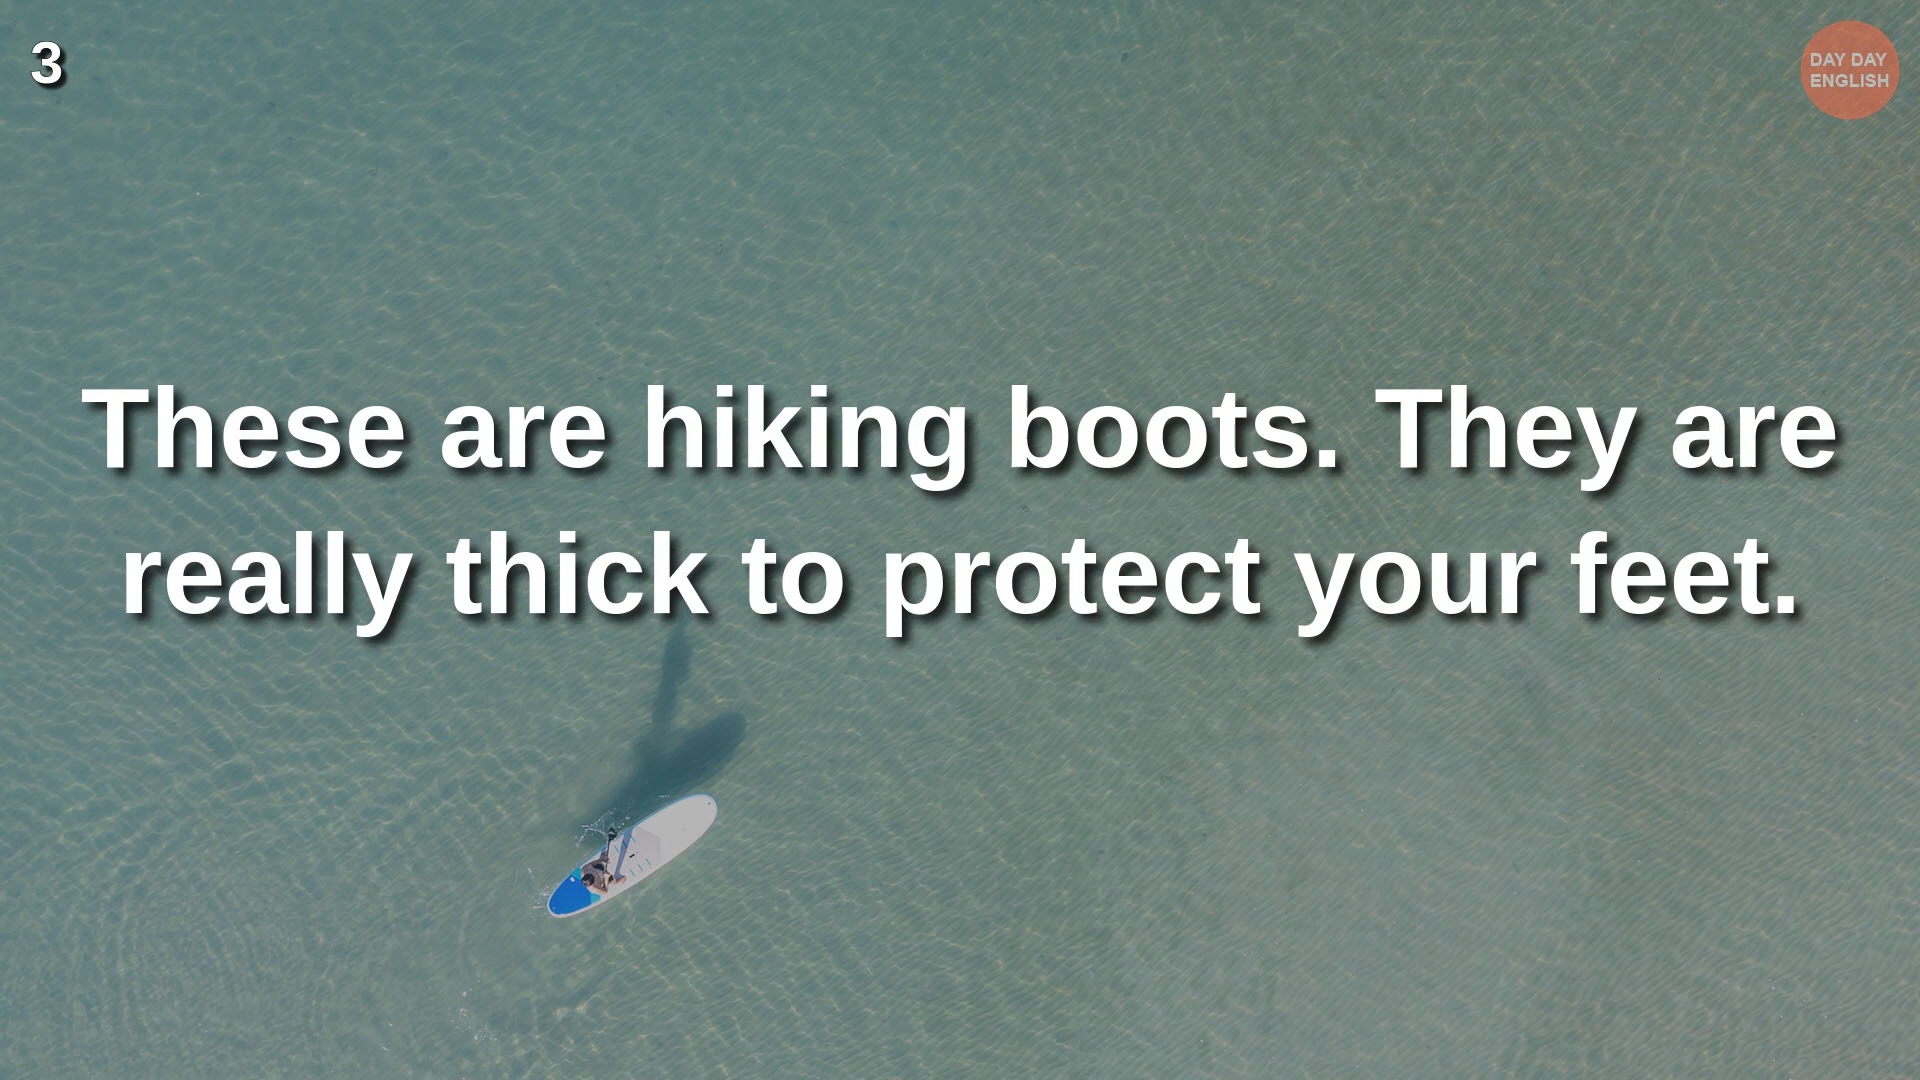 3
DAY DAY
ENGLISH
These are hiking boots. They are
really thick to protect your feet.